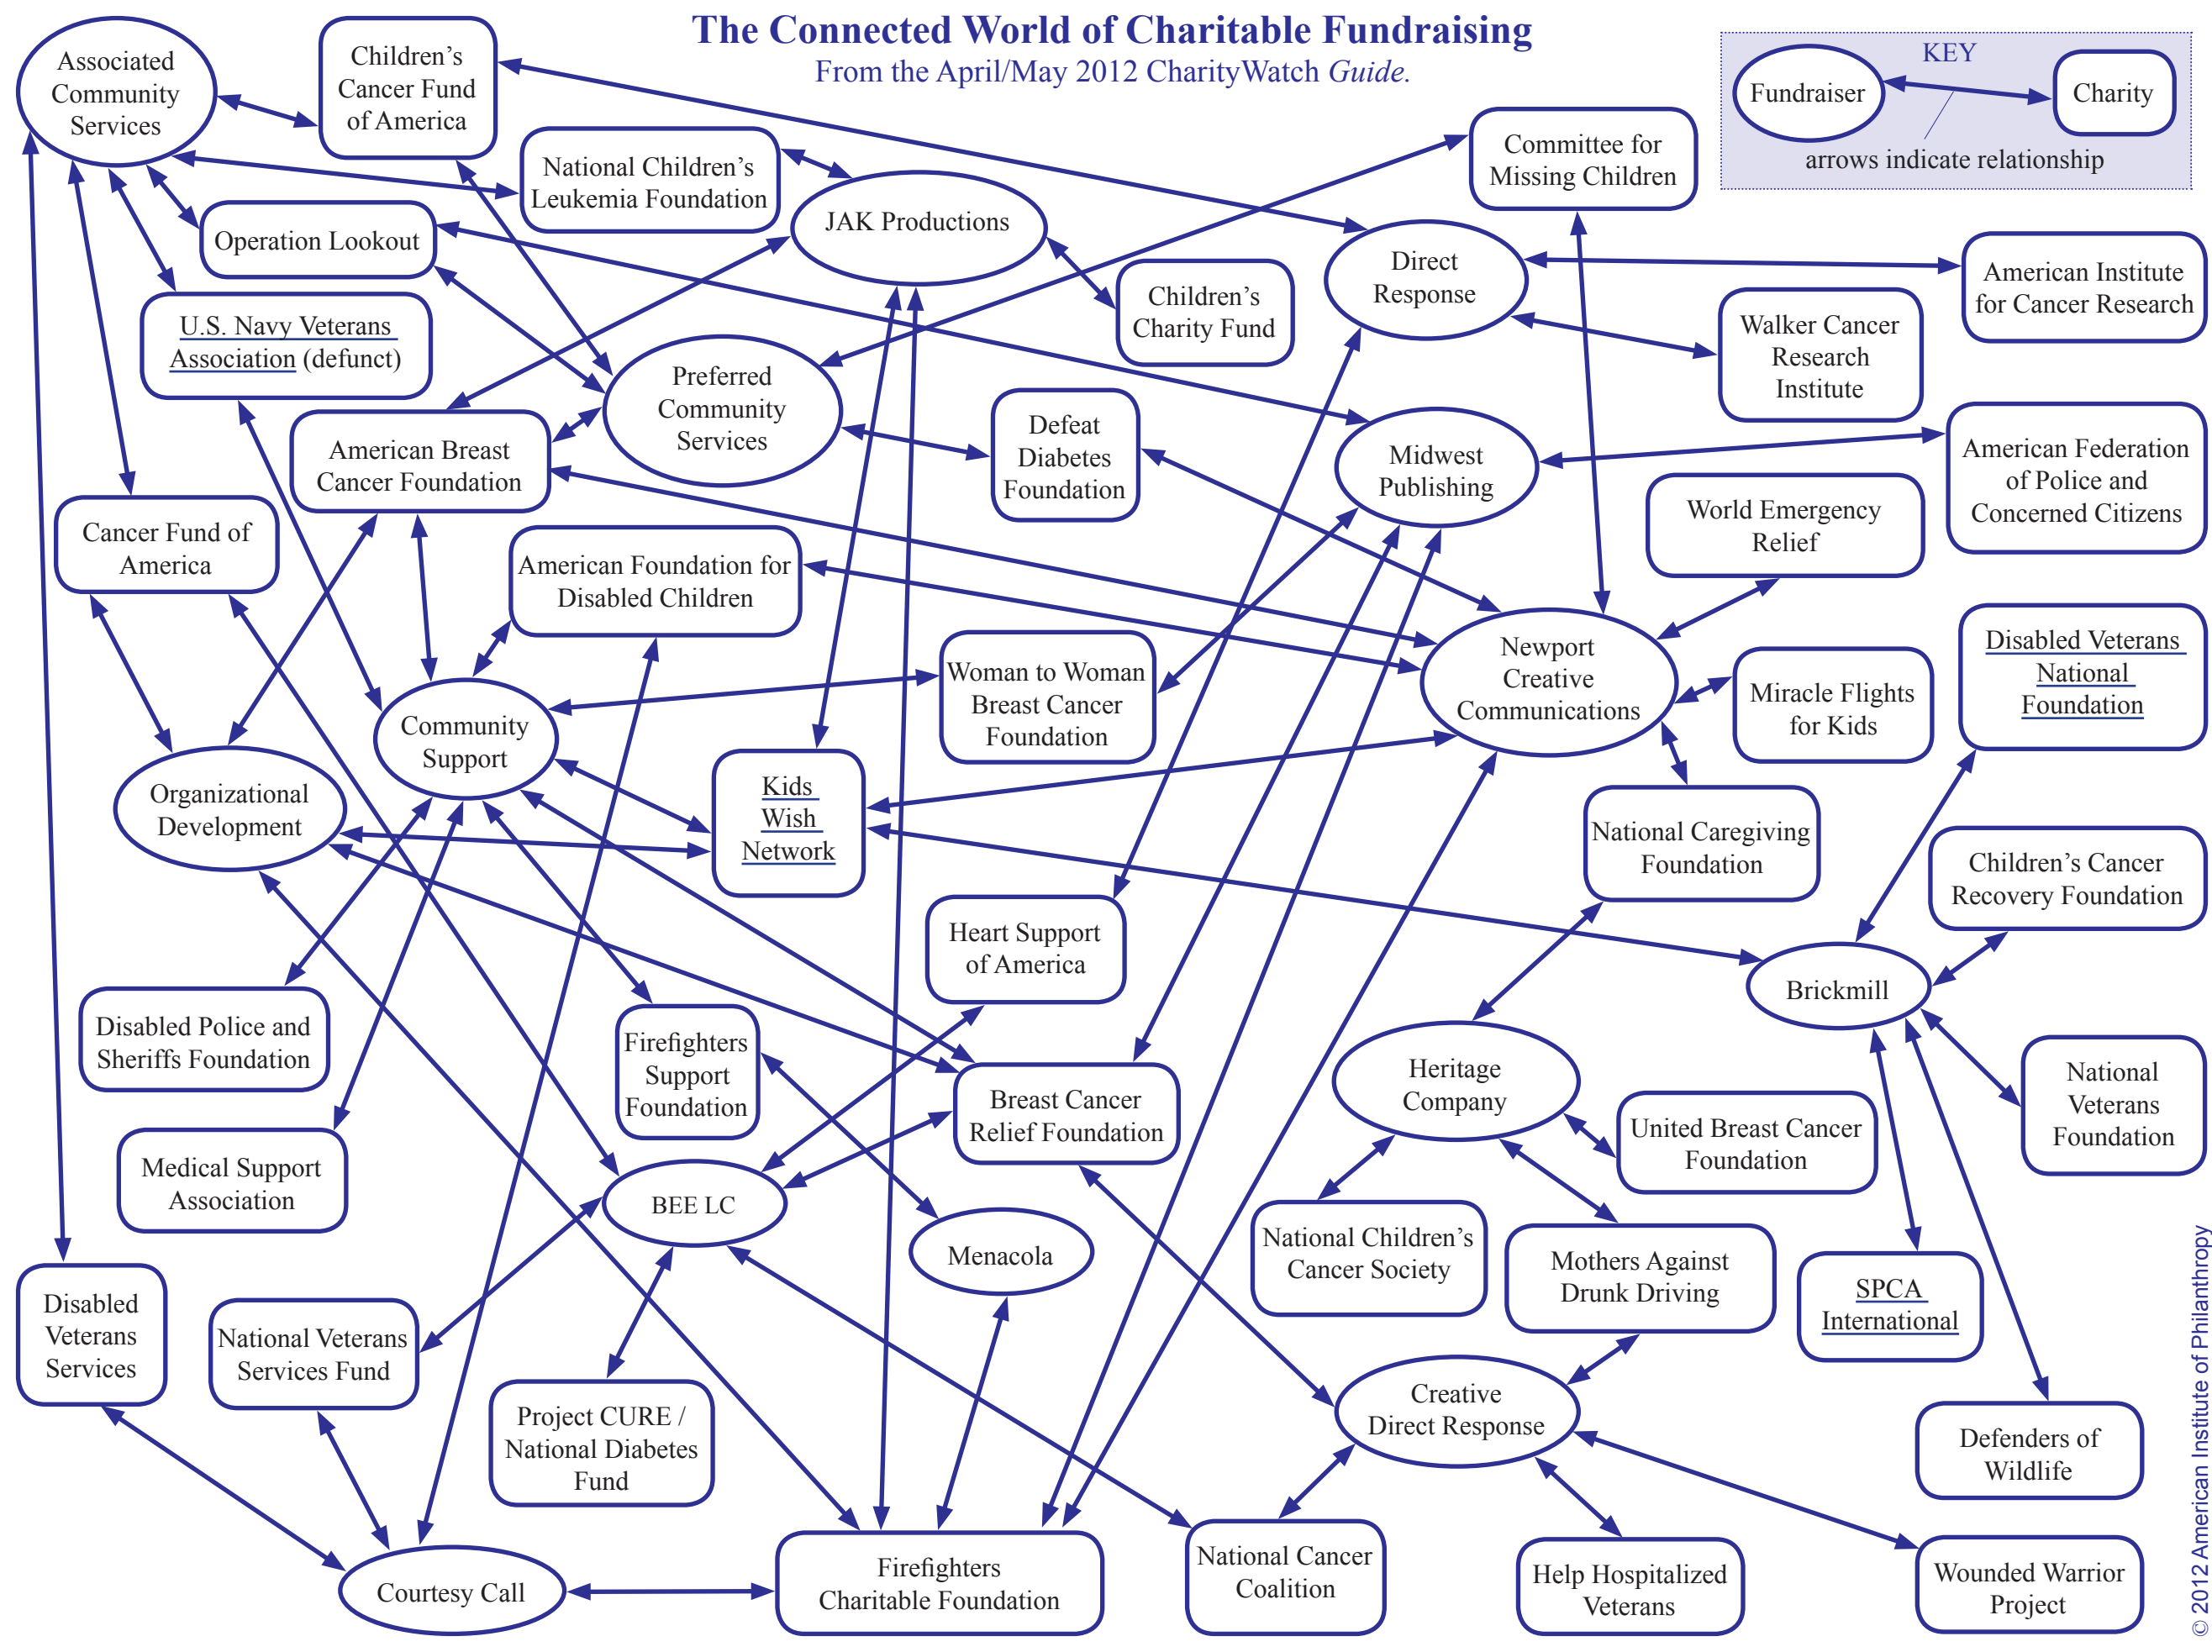 The Connected World of Charitable Fundraising
From the April/May 2012 CharityWatch Guide.
KEY
Fundraiser
Charity
arrows indicate relationship
Associated
Community
Services
Children's
Cancer Fund
of America
National Children's
Leukemia Foundation
JAK Productions
Committee for
Missing Children
Operation Lookout
Direct
Response
American Institute
for Cancer Research
Children's
Charity Fund
U.S. Navy Veterans
Association (defunct)
Walker Cancer
Research
Institute
Preferred
Community
Services
American Breast
Cancer Foundation
Defeat
Diabetes
Foundation
Midwest
Publishing
American Federation
of Police and
Concerned Citizens
Cancer Fund of
America
World Emergency
Relief
American Foundation for
Disabled Children
Newport
Creative
Communications
Disabled Veterans
National
Foundation
Woman to Woman
Breast Cancer
Foundation
Miracle Flights
for Kids
Community
Support
Organizational
Development
Kids
Wish
Network
National Caregiving
Foundation
Children's Cancer
Recovery Foundation
Heart Support
of America
Brickmill
Disabled Police and
Sheriffs Foundation
Firefighters
Support
Foundation
Heritage
Company
National
Veterans
Foundation
Breast Cancer
Relief Foundation
United Breast Cancer
Foundation
Medical Support
Association
BEE LC
Menacola
National Children's
Cancer Society
Mothers Against
Drunk Driving
SPCA
International
Disabled
Veterans
Services
National Veterans
Services Fund
Project CURE /
National Diabetes
Fund
Creative
Direct Response
Defenders of
Wildlife
Courtesy Call
Firefighters
Charitable Foundation
National Cancer
Coalition
Help Hospitalized
Veterans
Wounded Warrior
Project
© 2012 American Institute of Philanthropy